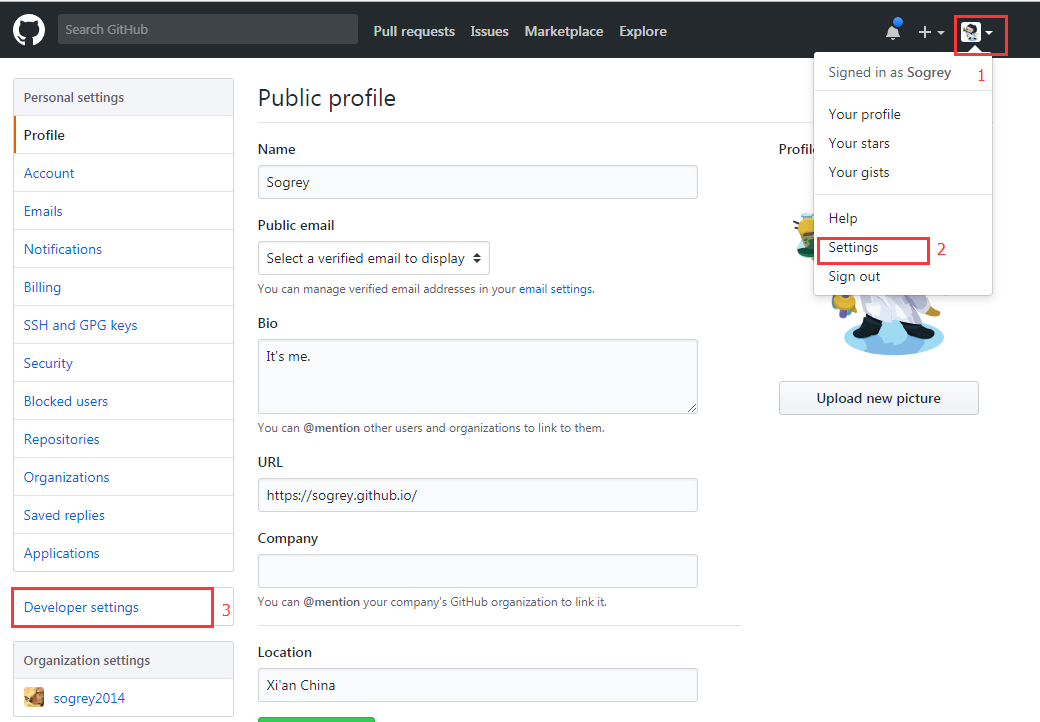 Search GitHub
Pull requests
Issues
Marketplace
Explore
Signed in as Sogrey
1
Your profile
Your stars
Your gists
Help
Settings
2
Sign out
Personal settings
Profile
Account
Emails
Notifications
Billing
SSH and GPG keys
Security
Blocked users
Repositories
Organizations
Saved replies
Applications
Developer settings
3
Organization settings
sogrey2014
Public profile
Name
Sogrey
Public email
Select a verified email to display
You can manage verified email addresses in your email settings.
Bio
It's me.
You can @mention other users and organizations to link to them.
URL
https://sogrey.github.io/
Company
You can @mention your company's GitHub organization to link it.
Location
Xi'an China
Upload new picture